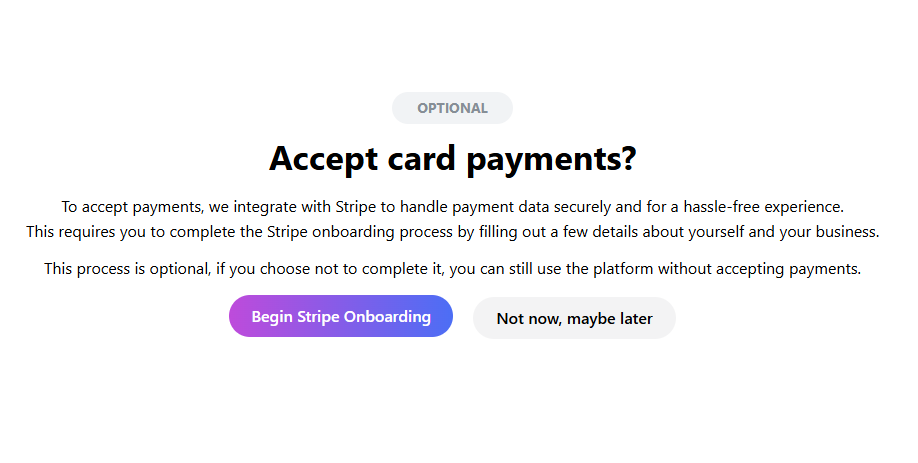 OPTIONAL
Accept card payments?
To accept payments, we integrate with Stripe to handle payment data securely and for a hassle-free experience.
This requires you to complete the Stripe onboarding process by filling out a few details about yourself and your business.
This process is optional, if you choose not to complete it, you can still use the platform without accepting payments.
Begin Stripe Onboarding
Not now, maybe later